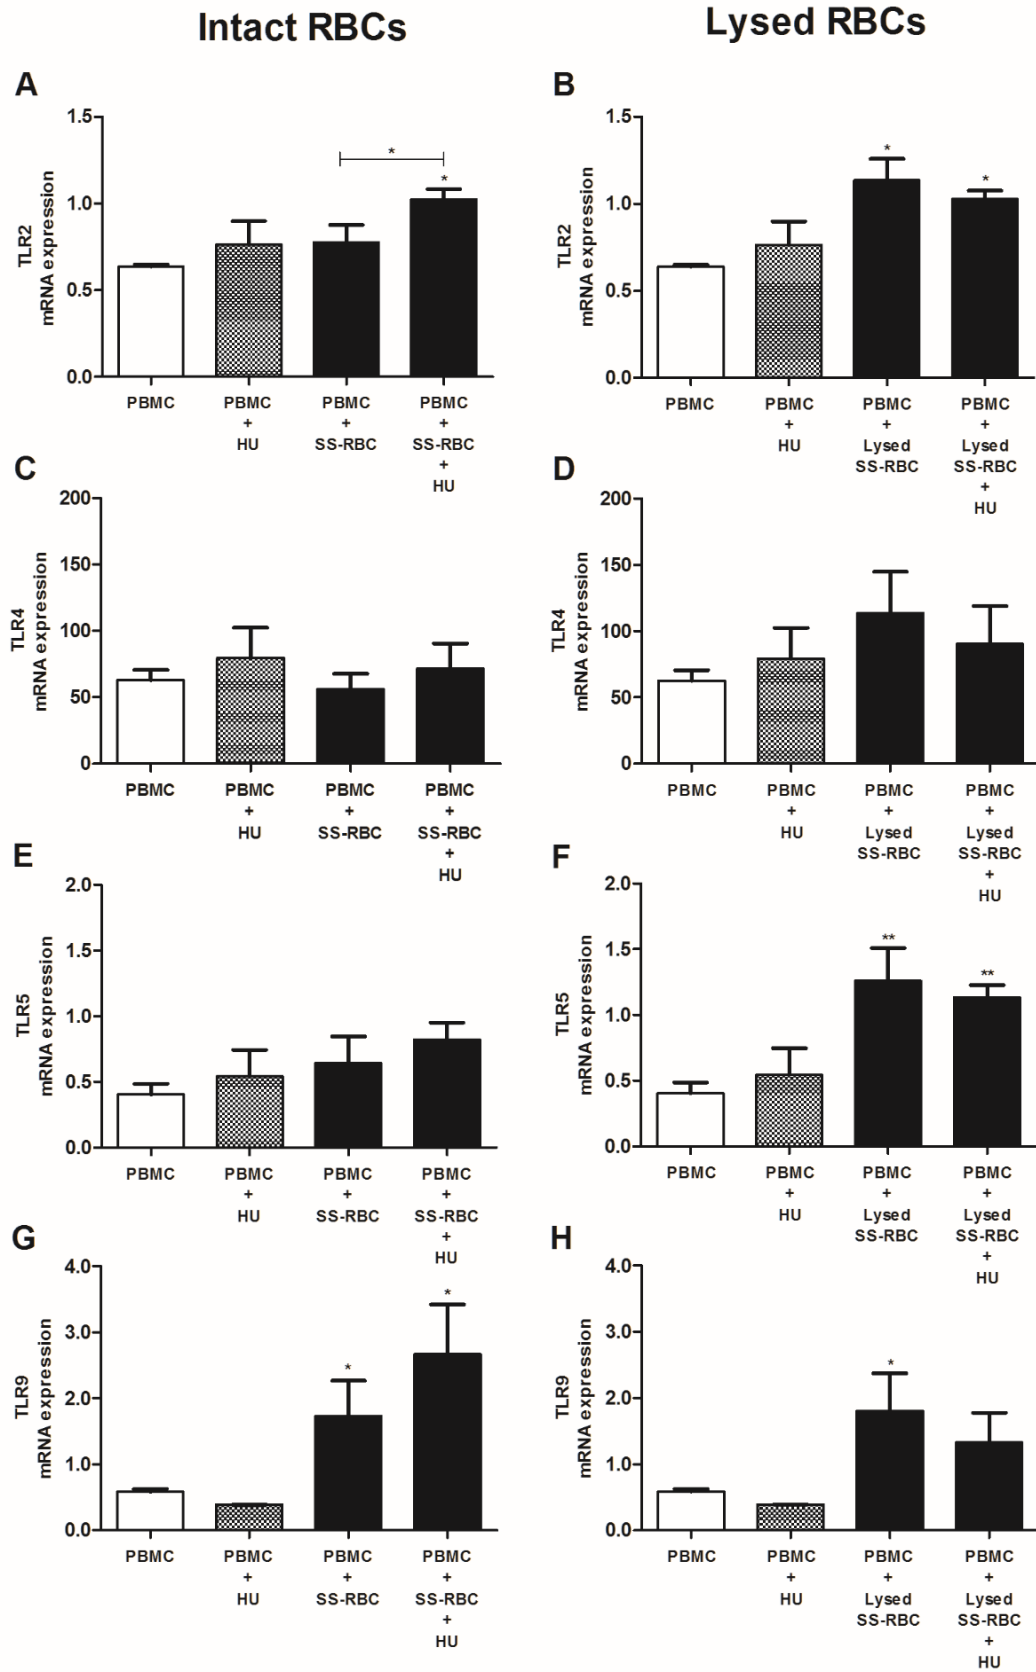 Intact RBCs
Lysed RBCs
A
TLR2
mRNA expression
1.5
1.0
0.5
0.0
*
*
PBMC
PBMC
+
HU
PBMC
+
SS-RBC
PBMC
+
SS-RBC
+
HU
B
TLR2
mRNA expression
1.5
1.0
0.5
0.0
*
*
PBMC
PBMC
+
HU
PBMC
+
Lysed
SS-RBC
PBMC
+
Lysed
SS-RBC
+
HU
C
TLR4
mRNA expression
200
150
100
50
0
PBMC
PBMC
+
HU
PBMC
+
SS-RBC
PBMC
+
SS-RBC
+
HU
D
TLR4
mRNA expression
200
150
100
50
0
PBMC
PBMC
+
HU
PBMC
+
Lysed
SS-RBC
PBMC
+
Lysed
SS-RBC
+
HU
E
TLR5
mRNA expression
2.0
1.5
1.0
0.5
0.0
PBMC
PBMC
+
HU
PBMC
+
SS-RBC
PBMC
+
SS-RBC
+
HU
F
TLR5
mRNA expression
2.0
1.5
1.0
0.5
0.0
**
**
PBMC
PBMC
+
HU
PBMC
+
Lysed
SS-RBC
PBMC
+
Lysed
SS-RBC
+
HU
G
TLR9
mRNA expression
4.0
3.0
2.0
1.0
0.0
*
*
PBMC
PBMC
+
HU
PBMC
+
SS-RBC
PBMC
+
SS-RBC
+
HU
H
TLR9
mRNA expression
4.0
3.0
2.0
1.0
0.0
*
PBMC
PBMC
+
HU
PBMC
+
Lysed
SS-RBC
PBMC
+
Lysed
SS-RBC
+
HU